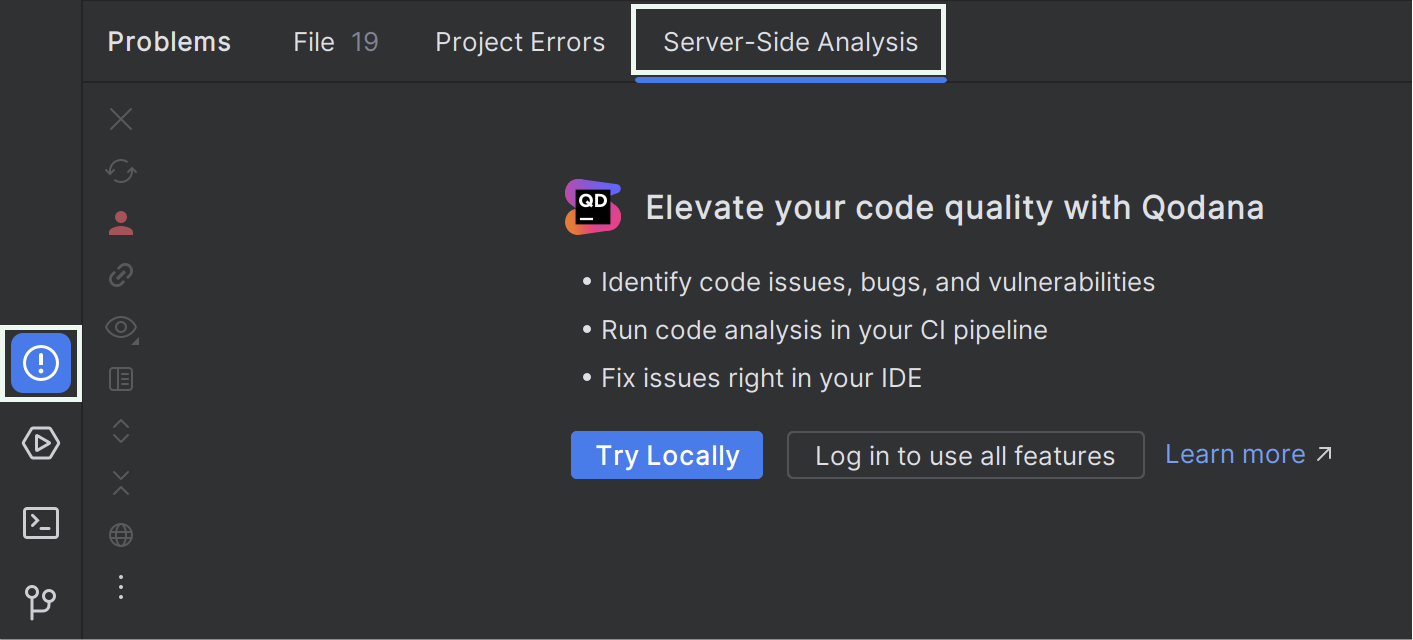 Problems File 19 Project Errors Server-Side Analysis
QD Elevate your code quality with Qodana
• Identify code issues, bugs, and vulnerabilities
• Run code analysis in your CI pipeline
• Fix issues right in your IDE
Try Locally Log in to use all features Learn more ↗